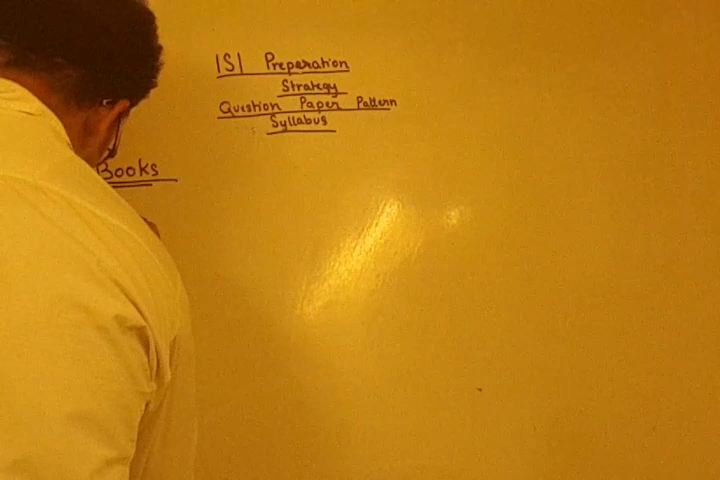 ISI Preparation
Strategy
Question Paper Pattern
Syllabus
Books